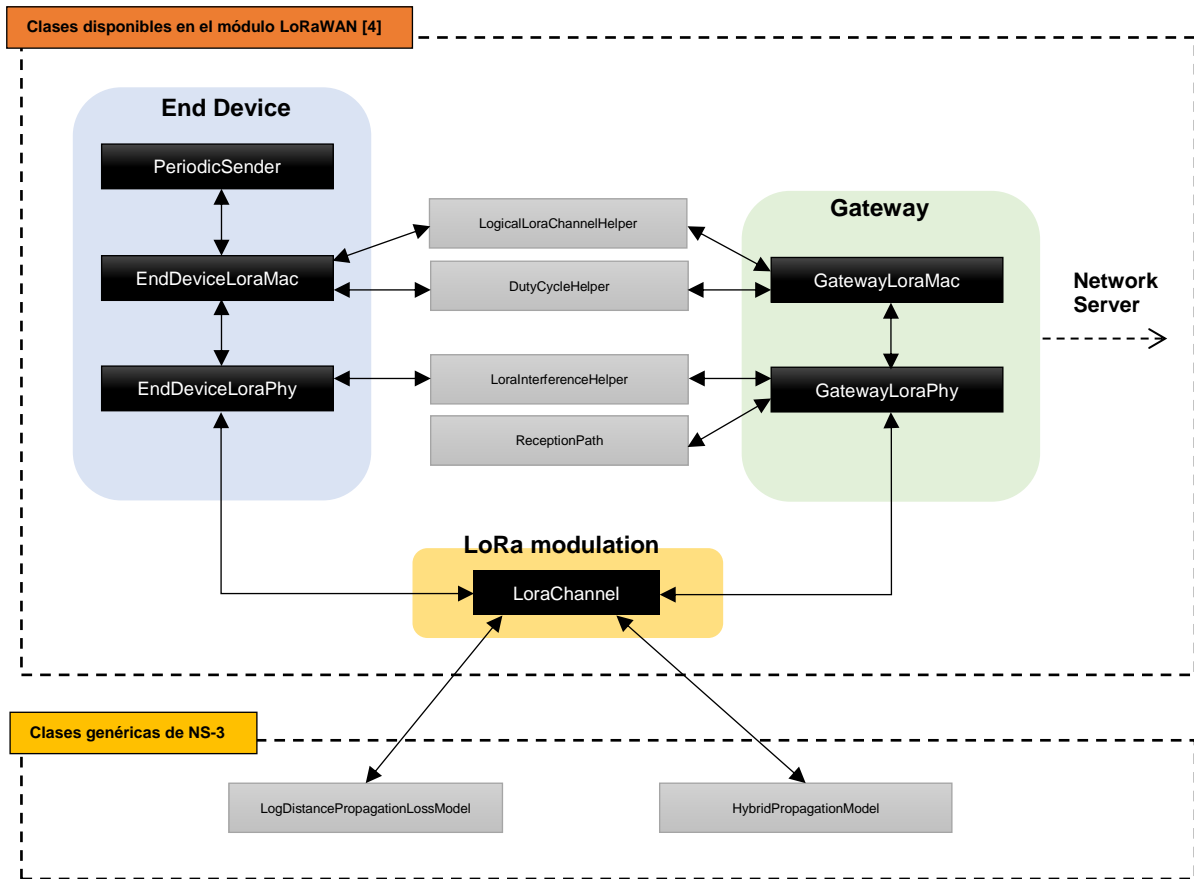 Clases disponibles en el módulo LoRaWAN [4]
End Device
PeriodicSender
EndDeviceLoraMac
EndDeviceLoraPhy
LogicalLoraChannelHelper
DutyCycleHelper
LoraInterferenceHelper
ReceptionPath
Gateway
GatewayLoraMac
GatewayLoraPhy
Network
Server
LoRa modulation
LoraChannel
Clases genéricas de NS-3
LogDistancePropagationLossModel
HybridPropagationModel